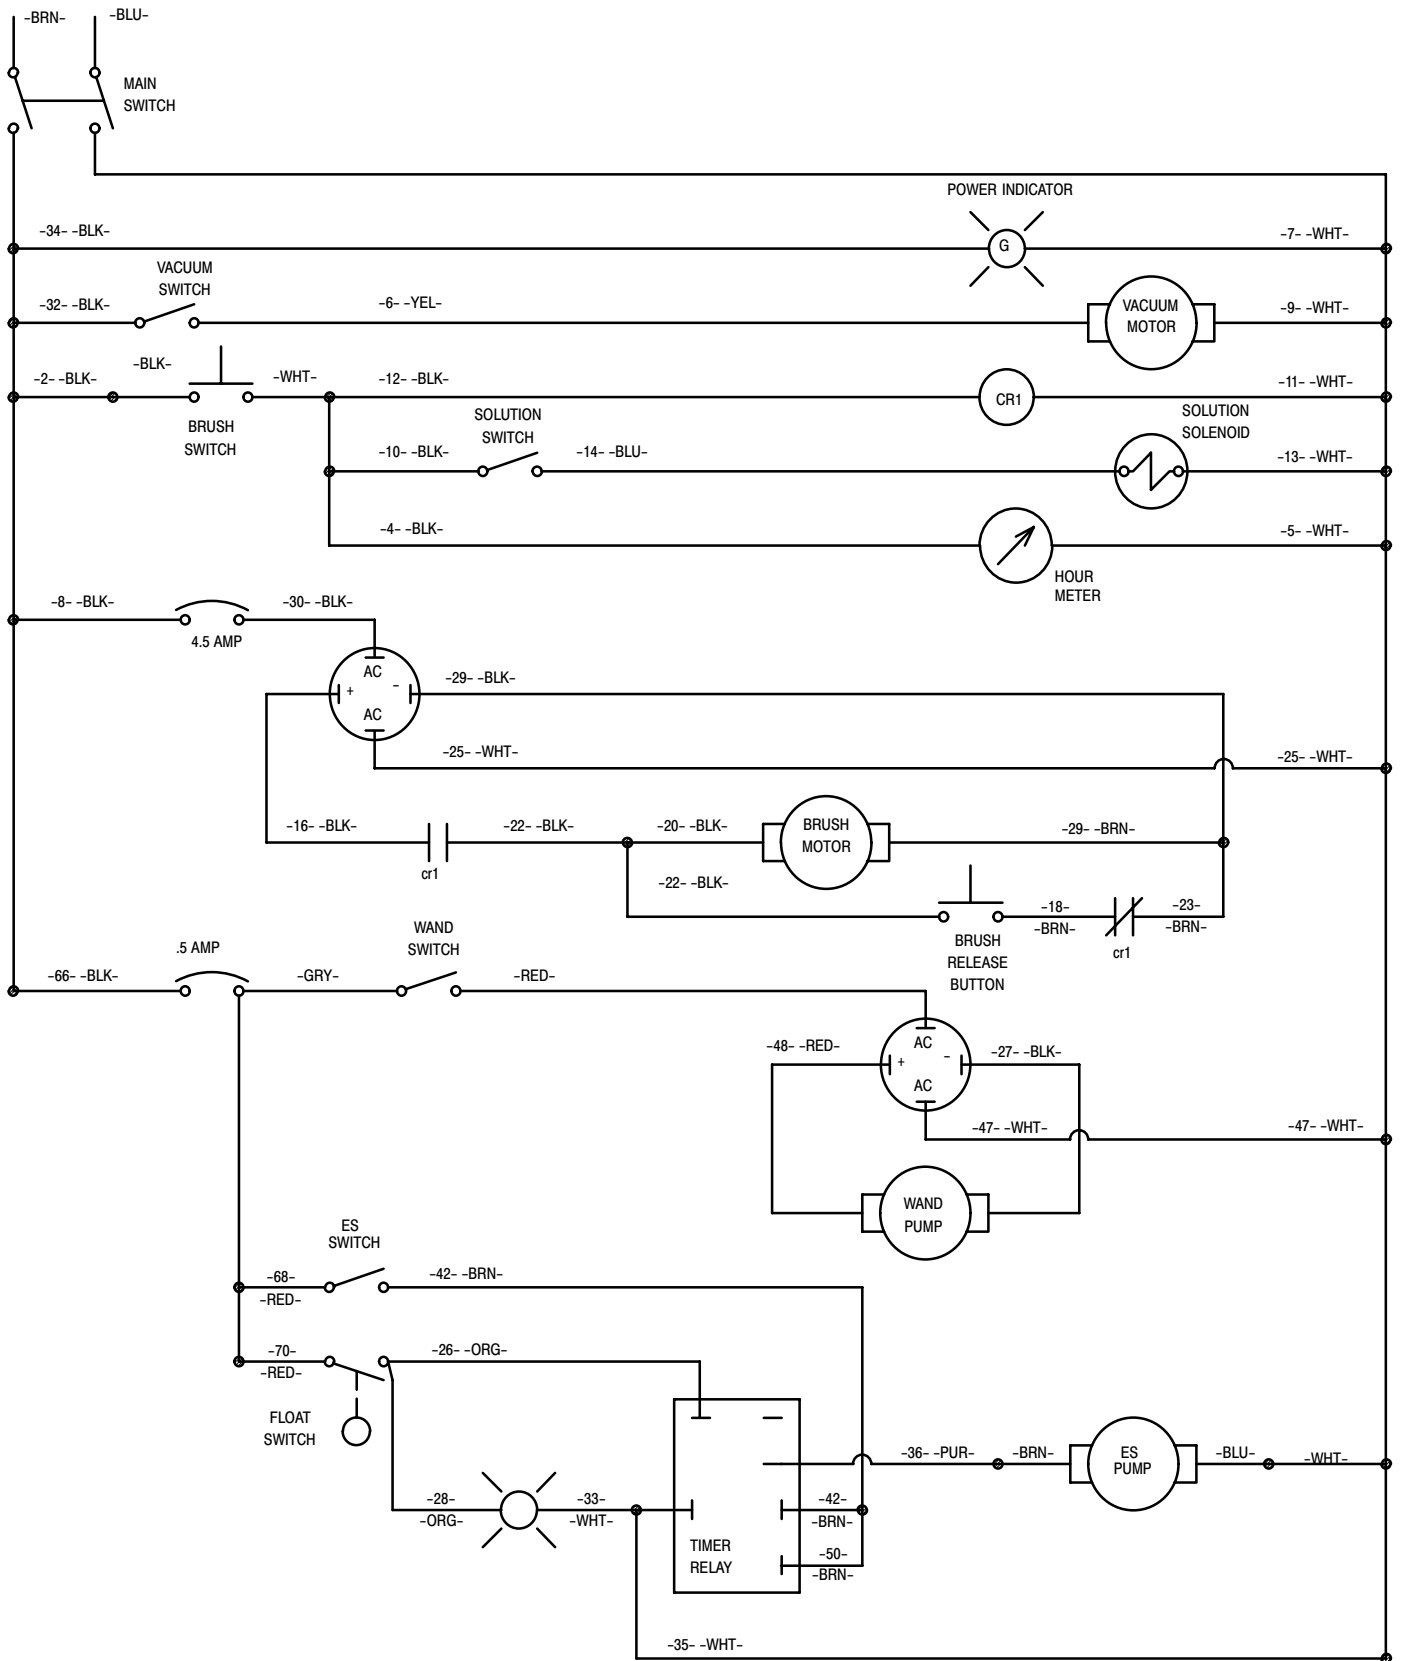 -BRN-
-BLU-
MAIN
SWITCH
POWER INDICATOR
-34- -BLK-
G
-7- -WHT-
VACUUM
SWITCH
-32- -BLK-
-6- -YEL-
VACUUM
MOTOR
-9- -WHT-
-2- -BLK-
-BLK-
-WHT-
-12- -BLK-
CR1
-11- -WHT-
BRUSH
SWITCH
SOLUTION
SWITCH
SOLUTION
SOLENOID
-10- -BLK-
-14- -BLU-
-13- -WHT-
-4- -BLK-
-5- -WHT-
HOUR
METER
-8- -BLK-
-30- -BLK-
4.5 AMP
AC
+
-
AC
-29- -BLK-
-25- -WHT-
-25- -WHT-
-16- -BLK-
-22- -BLK-
-20- -BLK-
BRUSH
MOTOR
-29- -BRN-
cr1
-22- -BLK-
-18-
-BRN-
-23-
-BRN-
cr1
BRUSH
RELEASE
BUTTON
.5 AMP
WAND
SWITCH
-66- -BLK-
-GRY-
-RED-
-48- -RED-
AC
+
-
AC
-27- -BLK-
-47- -WHT-
-47- -WHT-
WAND
PUMP
ES
SWITCH
-68-
-RED-
-42- -BRN-
-70-
-RED-
-26- -ORG-
FLOAT
SWITCH
-36- -PUR-
-BRN-
ES
PUMP
-BLU-
-WHT-
-28-
-ORG-
-33-
-WHT-
-42-
-BRN-
TIMER
RELAY
-50-
-BRN-
-35- -WHT-